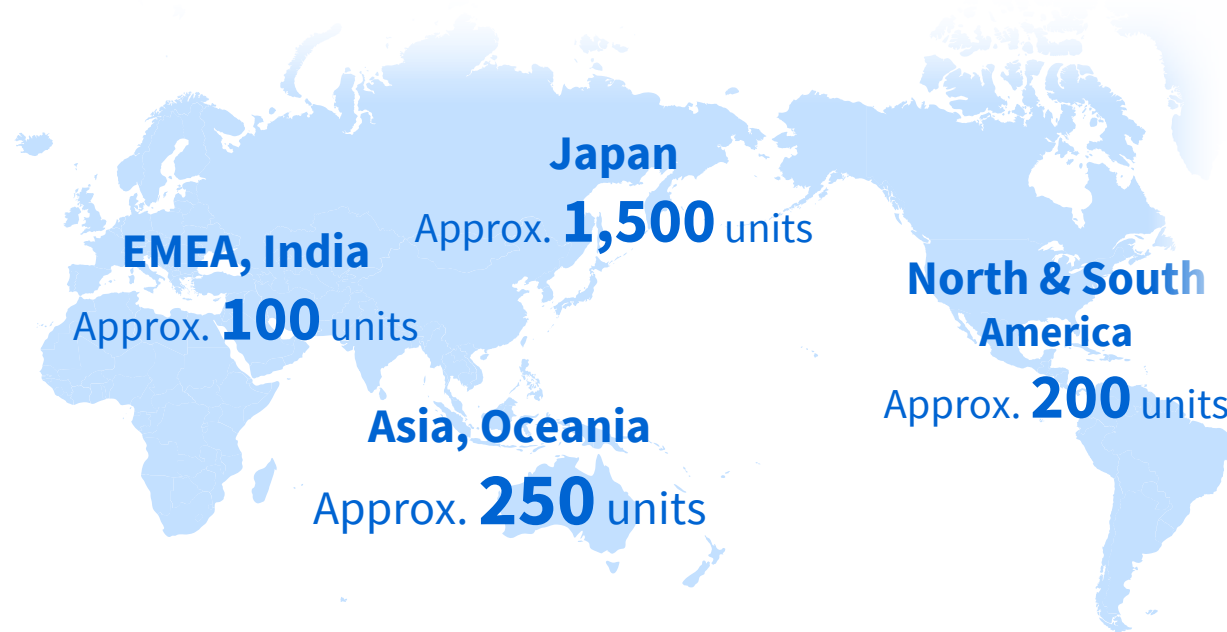 Japan
Approx. 1,500 units
EMEA, India
Approx. 100 units
North & South
America
Approx. 200 units
Asia, Oceania
Approx. 250 units